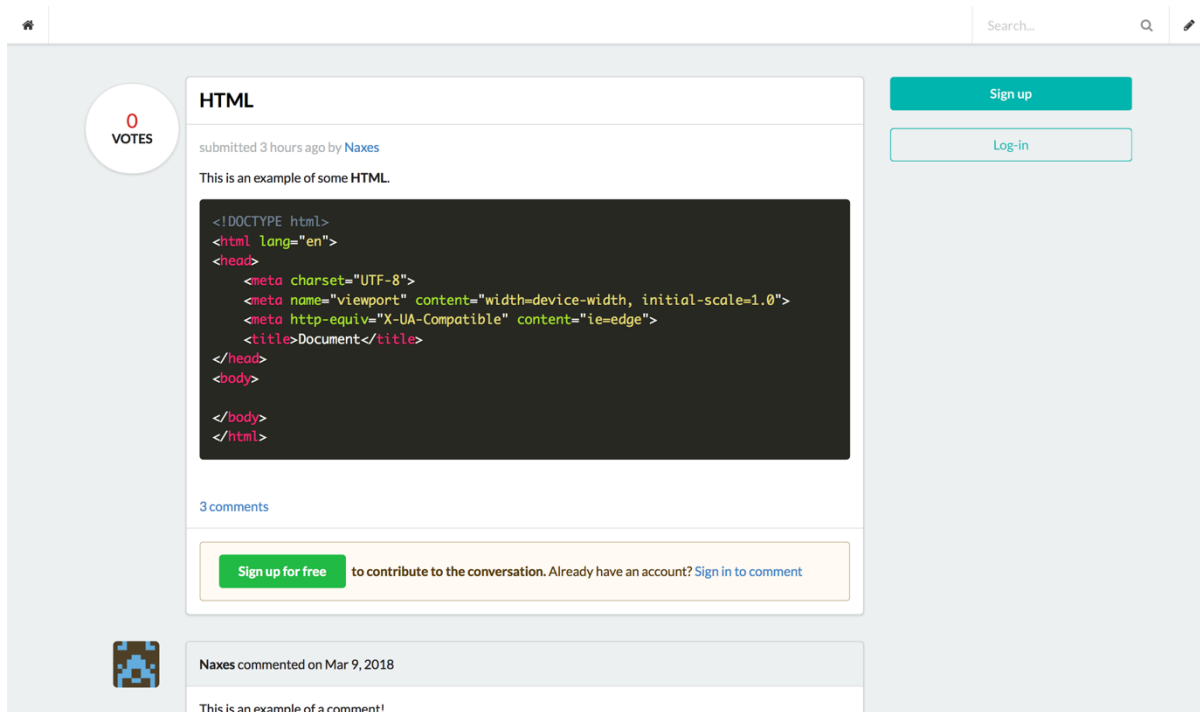 Search...
0
VOTES
HTML
submitted 3 hours ago by Naxes
This is an example of some HTML.
<!DOCTYPE html>
<html lang="en">
<head>
    <meta charset="UTF-8">
    <meta name="viewport" content="width=device-width, initial-scale=1.0">
    <meta http-equiv="X-UA-Compatible" content="ie=edge">
    <title>Document</title>
</head>
<body>
</body>
</html>
3 comments
Sign up for free to contribute to the conversation. Already have an account? Sign in to comment
Naxes commented on Mar 9, 2018
This is an example of a comment!
Sign up
Log-in